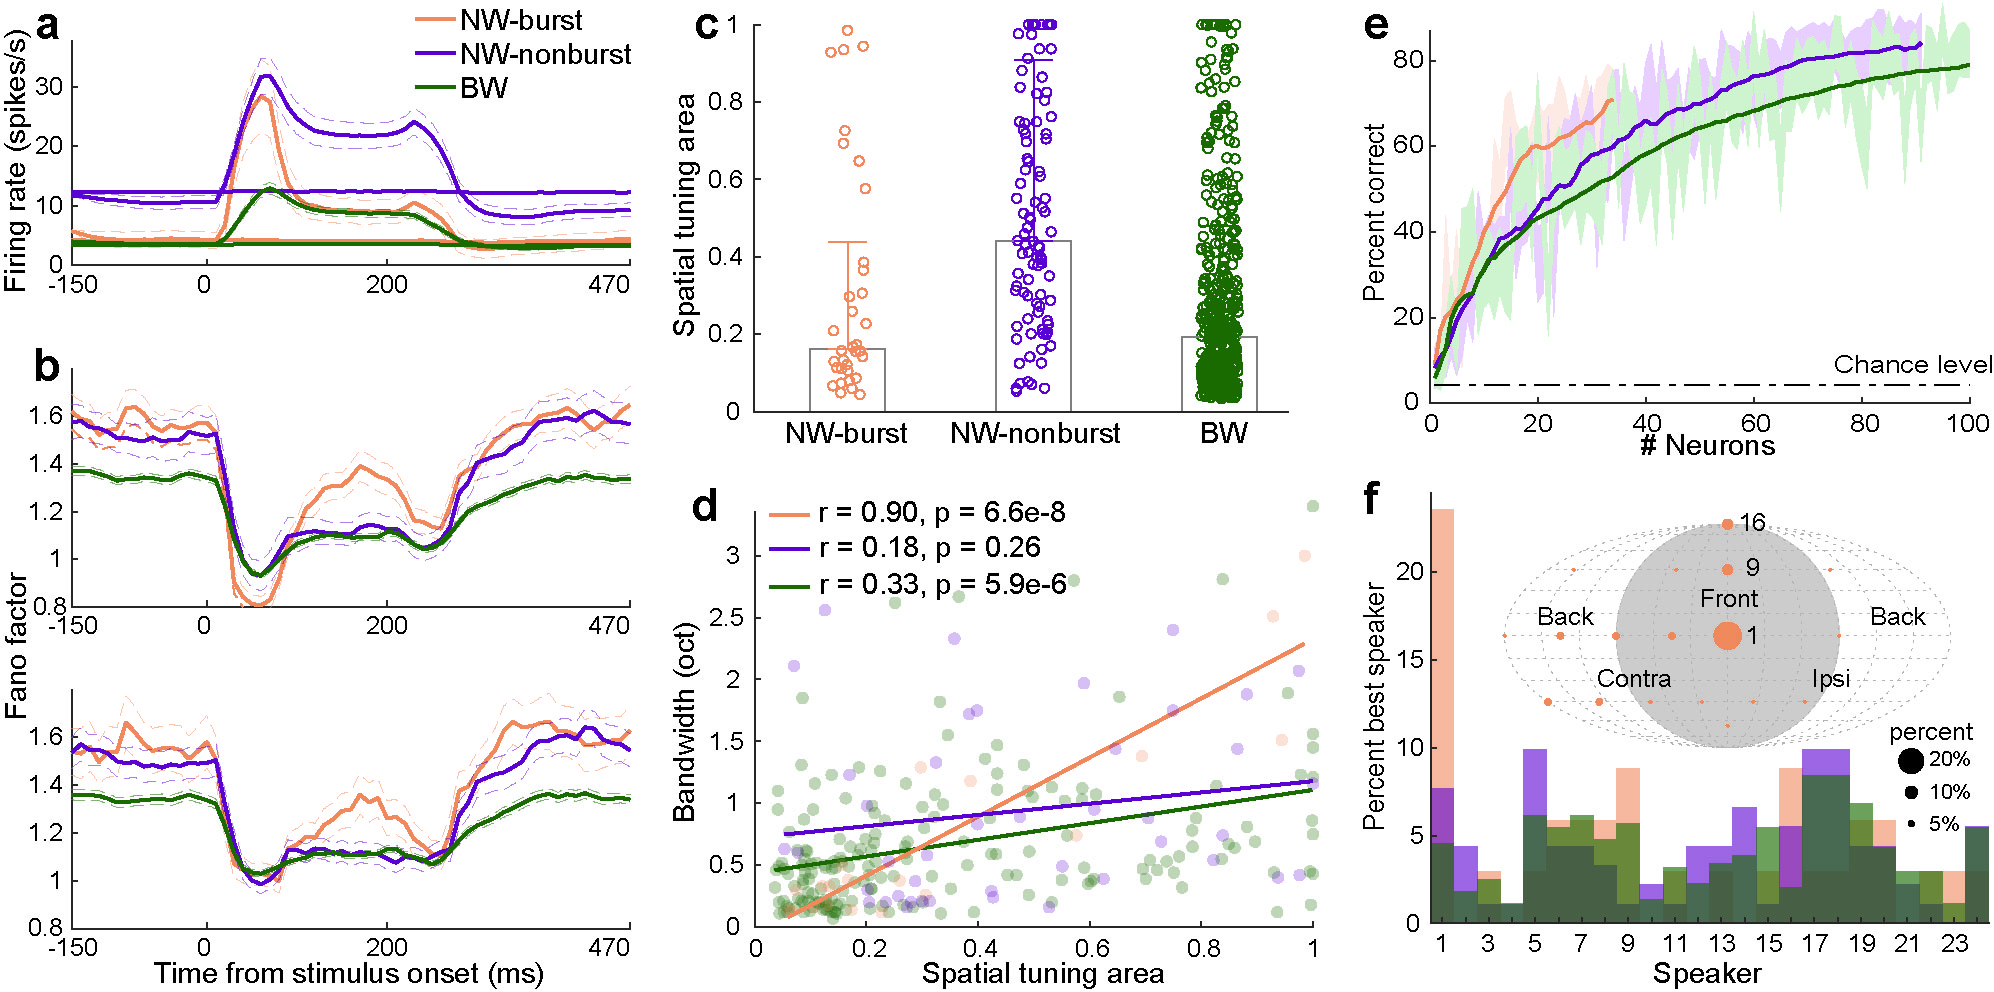 a
NW-burst
NW-nonburst
BW
Firing rate (spikes/s)
30
20
10
0
-150
0
200
470
b
Fano factor
1.6
1.4
1.2
1
0.8
-150
0
200
470
1.6
1.4
1.2
1
0.8
-150
0
200
470
Time from stimulus onset (ms)
c
Spatial tuning area
1
0.8
0.6
0.4
0.2
0
NW-burst
NW-nonburst
BW
d
r = 0.90, p = 6.6e-8
r = 0.18, p = 0.26
r = 0.33, p = 5.9e-6
Bandwidth (oct)
3
2.5
2
1.5
1
0.5
0
0
0.2
0.4
0.6
0.8
1
Spatial tuning area
e
Percent correct
80
60
40
20
0
Chance level
0
20
40
60
80
100
# Neurons
f
Percent best speaker
20
15
10
5
0
16
9
Front
Back
Back
1
Contra
Ipsi
percent
20%
10%
5%
1
3
5
7
9
11
13
15
17
19
21
23
Speaker